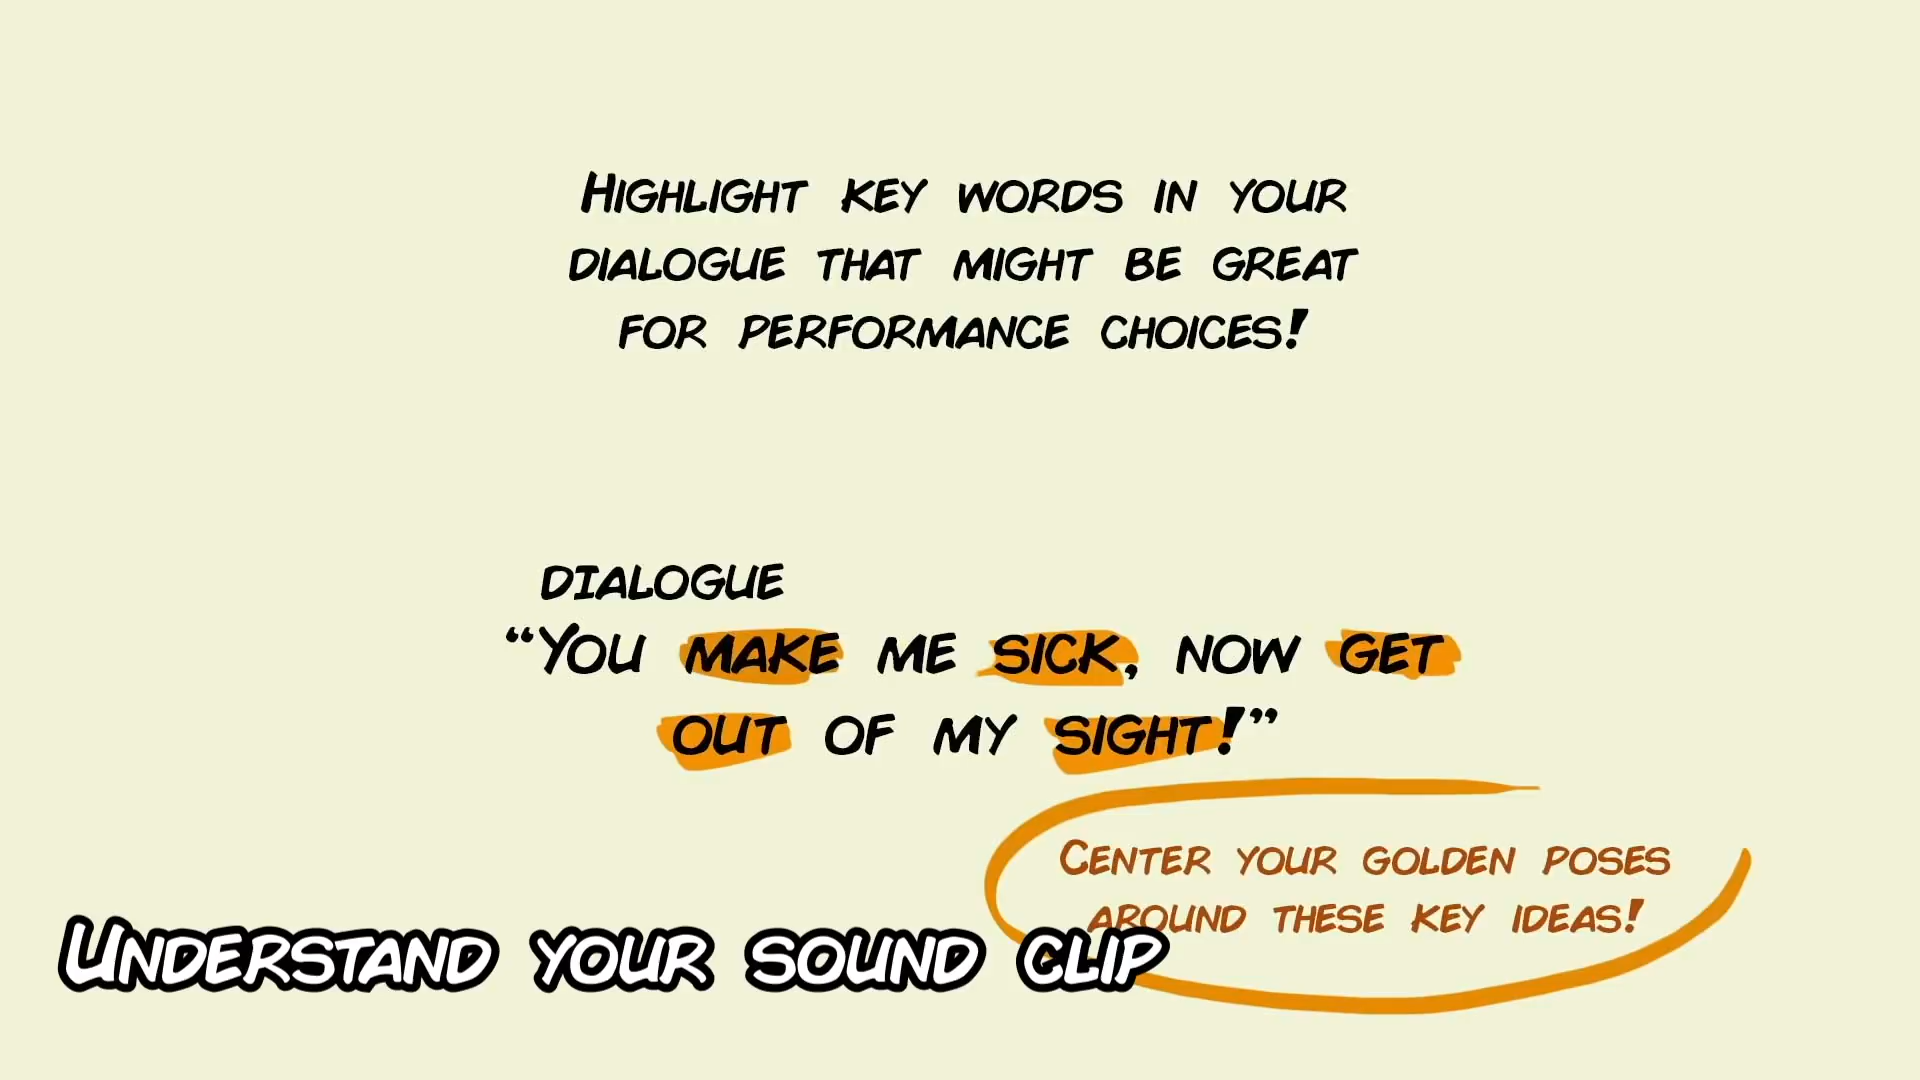 Highlight key words in your
dialogue that might be great
for performance choices!
dialogue
“You make me sick, now get
out of my sight!”
Center your golden poses
around these key ideas!
Understand your sound clip